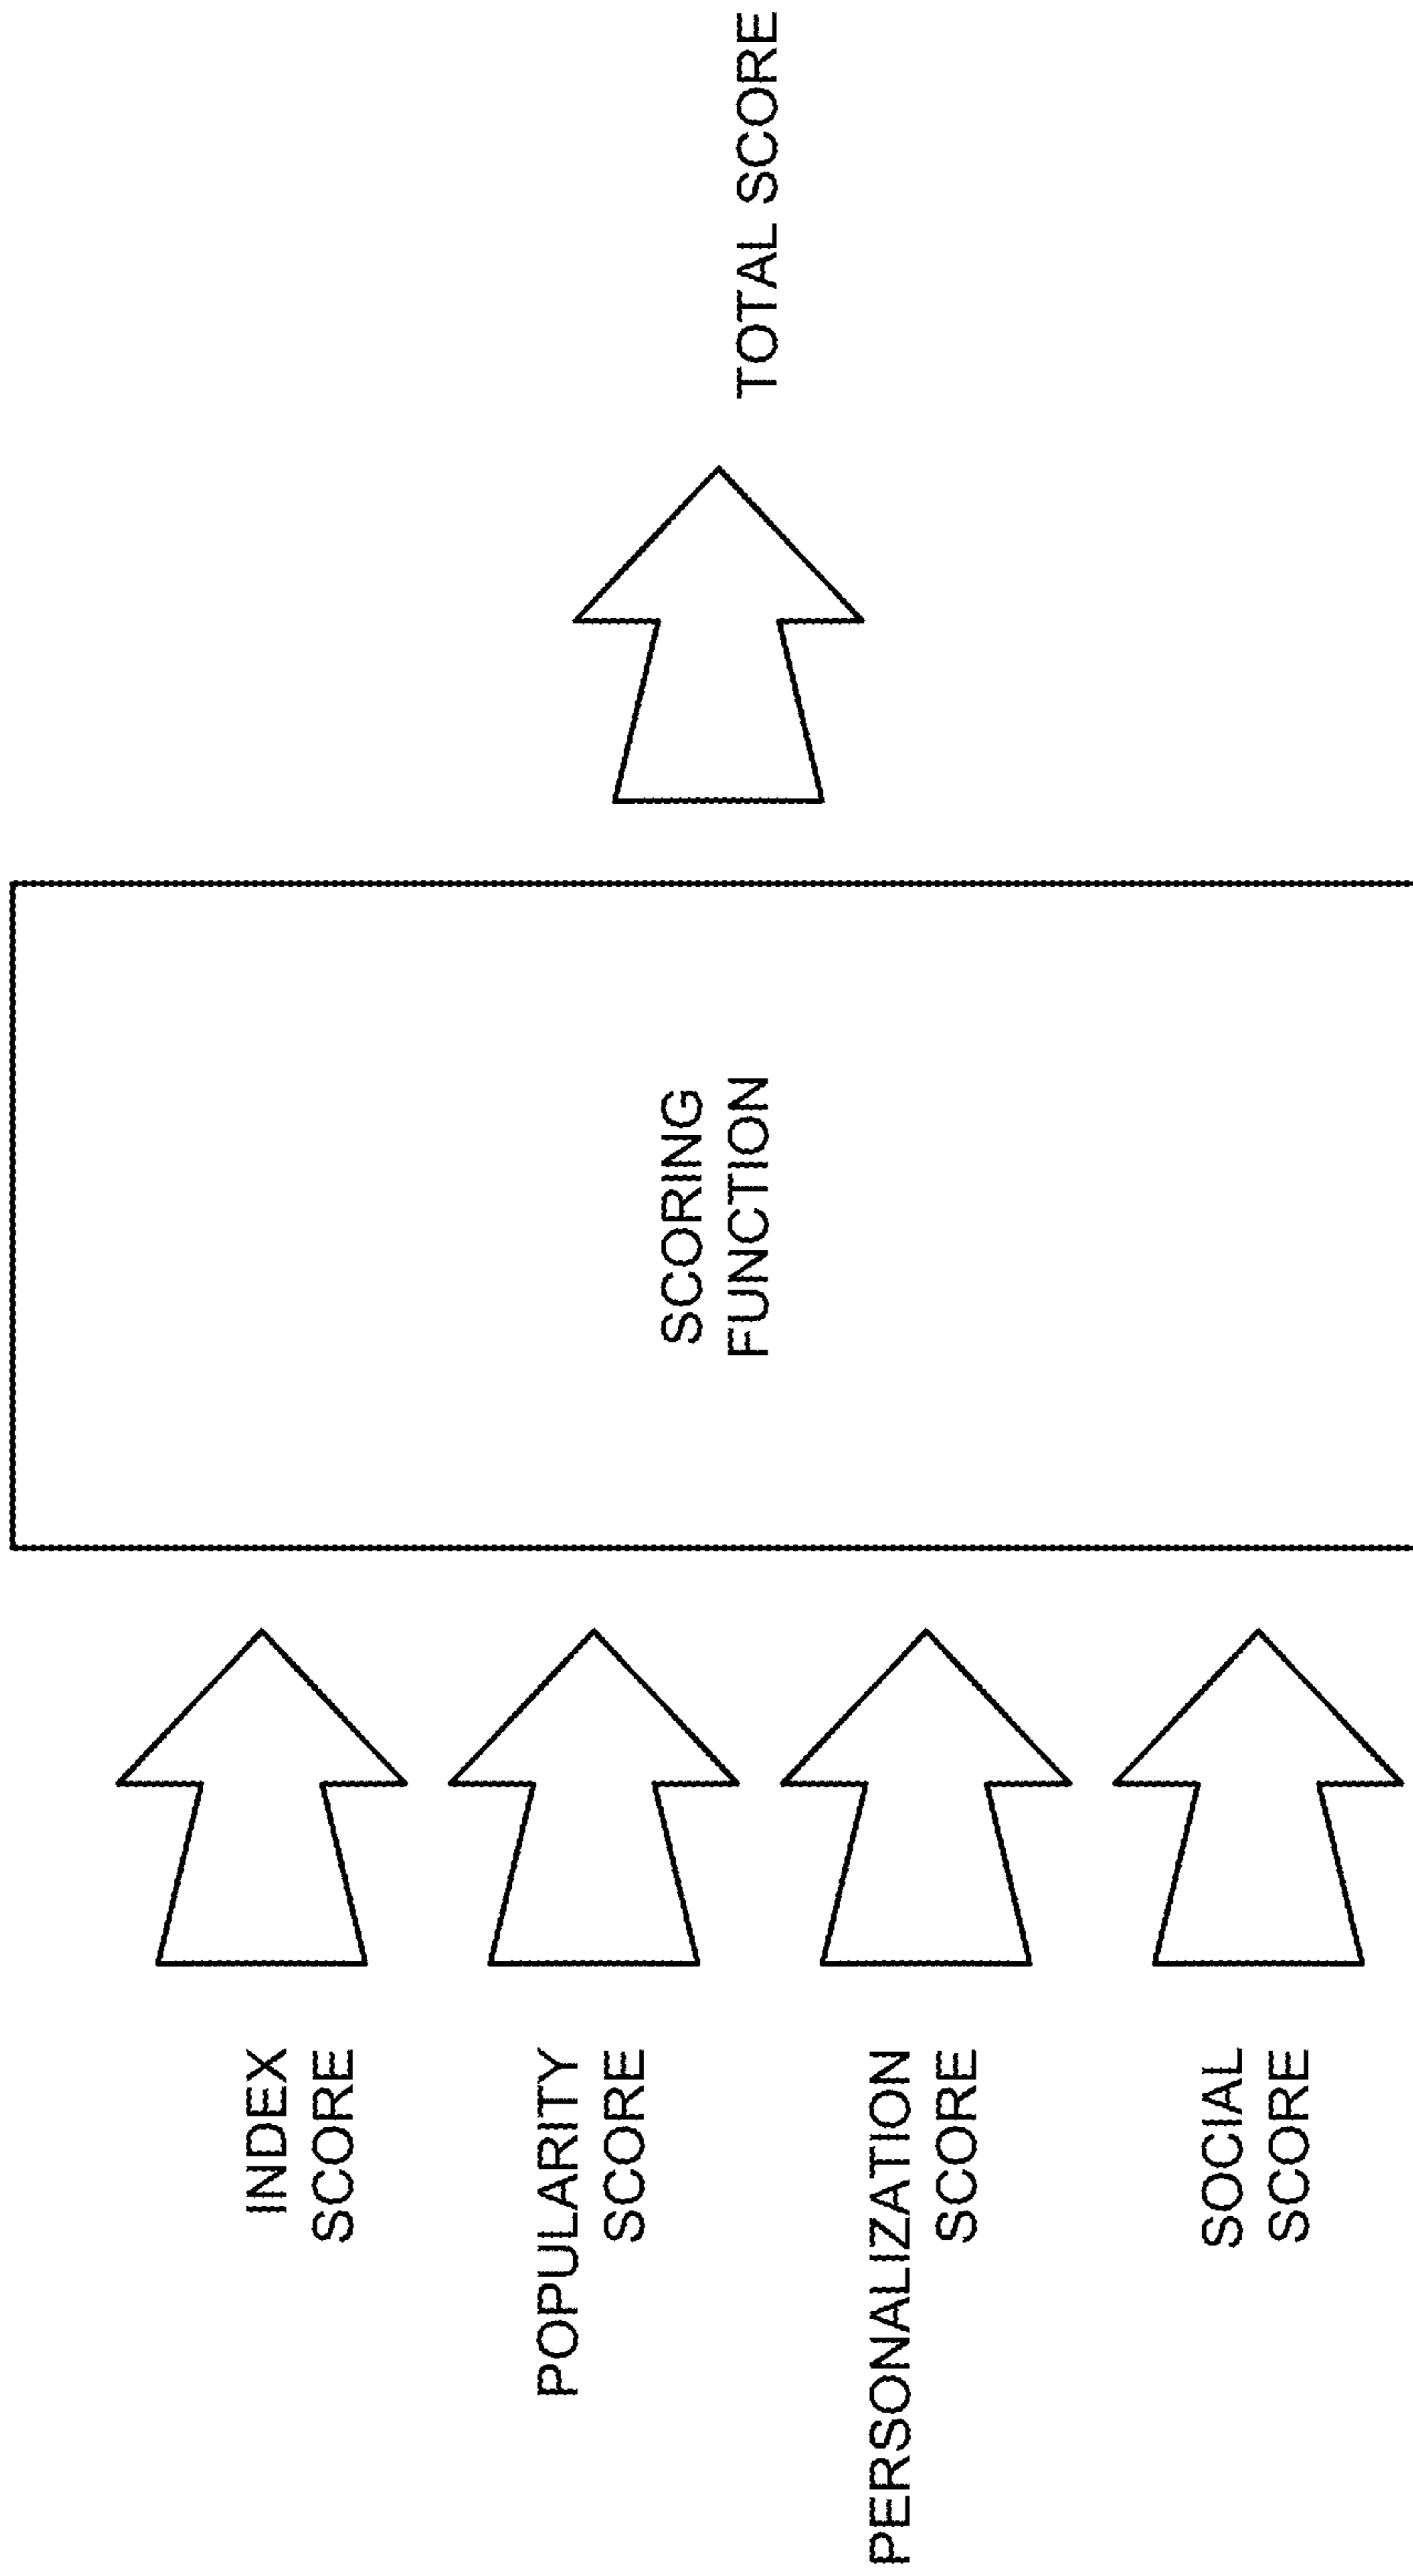 INDEX
SCORE
POPULARITY
SCORE
PERSONALIZATION
SCORE
SOCIAL
SCORE
SCORING
FUNCTION
TOTAL SCORE